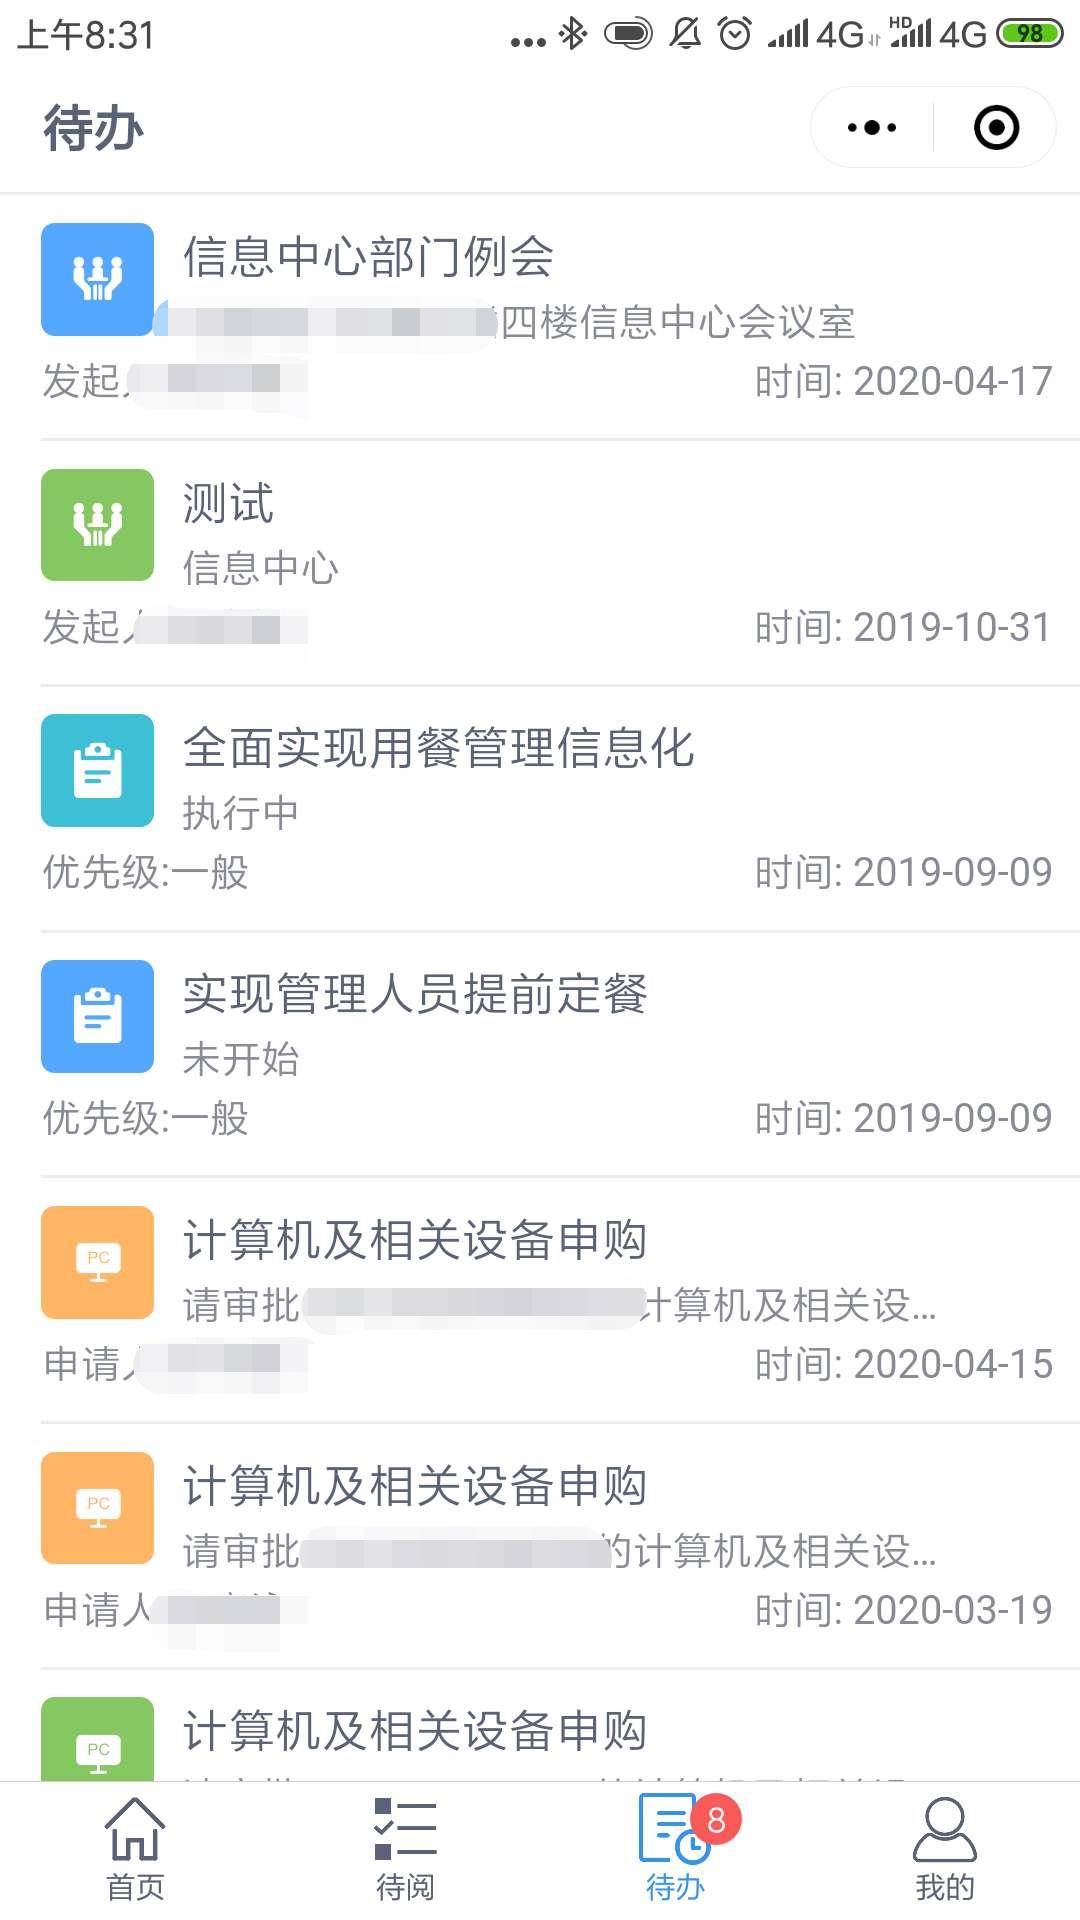 上午8:31
4G HD 4G 98
待办
信息中心部门例会
四楼信息中心会议室
发起
时间: 2020-04-17
测试
信息中心
发起人
时间: 2019-10-31
全面实现用餐管理信息化
执行中
优先级:一般
时间: 2019-09-09
实现管理人员提前定餐
未开始
优先级:一般
时间: 2019-09-09
PC
计算机及相关设备申购
请审批 计算机及相关设...
申请人
时间: 2020-04-15
PC
计算机及相关设备申购
请审批 的计算机及相关设...
申请人
时间: 2020-03-19
PC
计算机及相关设备申购
8
首页
待阅
待办
我的